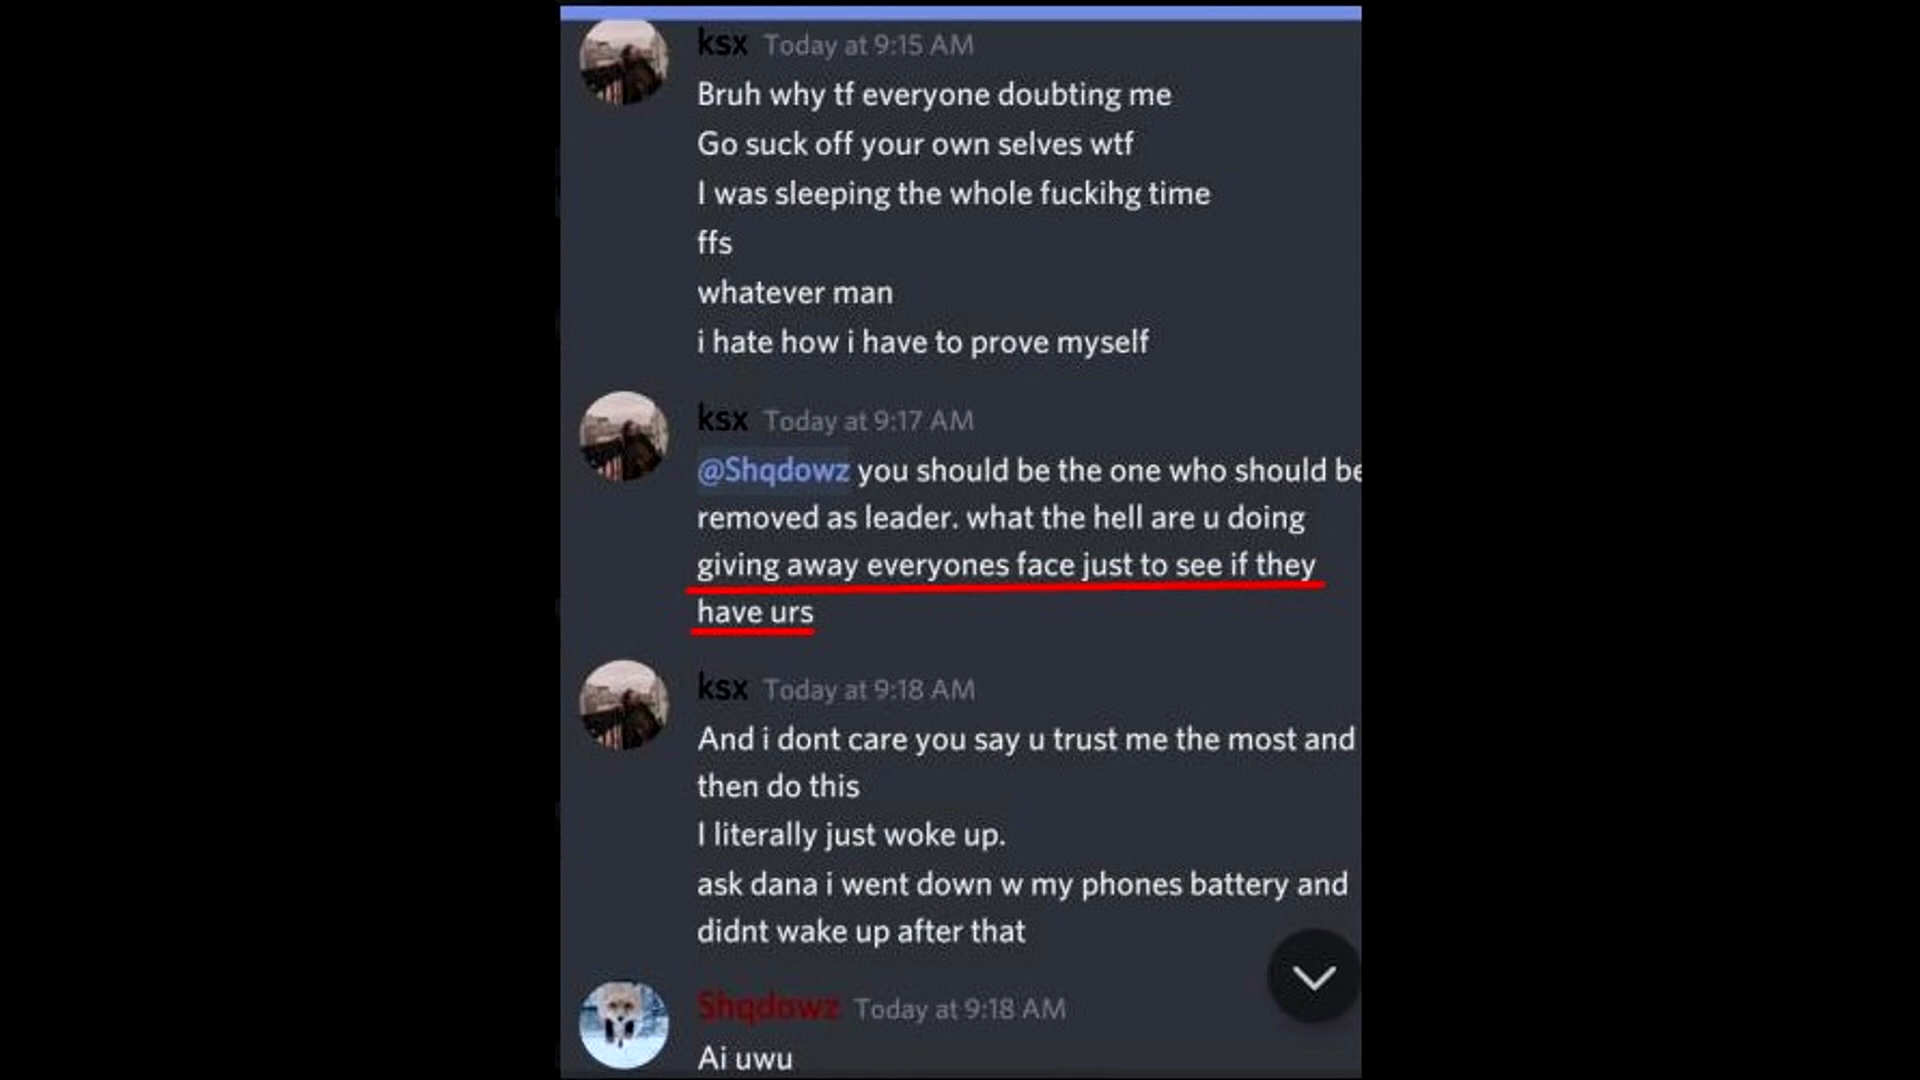 ksx Today at 9:15 AM
Bruh why tf everyone doubting me
Go suck off your own selves wtf
I was sleeping the whole fuckihg time
ffs
whatever man
i hate how i have to prove myself
ksx Today at 9:17 AM
@Shqdowz you should be the one who should be
removed as leader. what the hell are u doing
giving away everyones face just to see if they
have urs
ksx Today at 9:18 AM
And i dont care you say u trust me the most and
then do this
I literally just woke up.
ask dana i went down w my phones battery and
didnt wake up after that
Shqdowz Today at 9:18 AM
Ai uwu